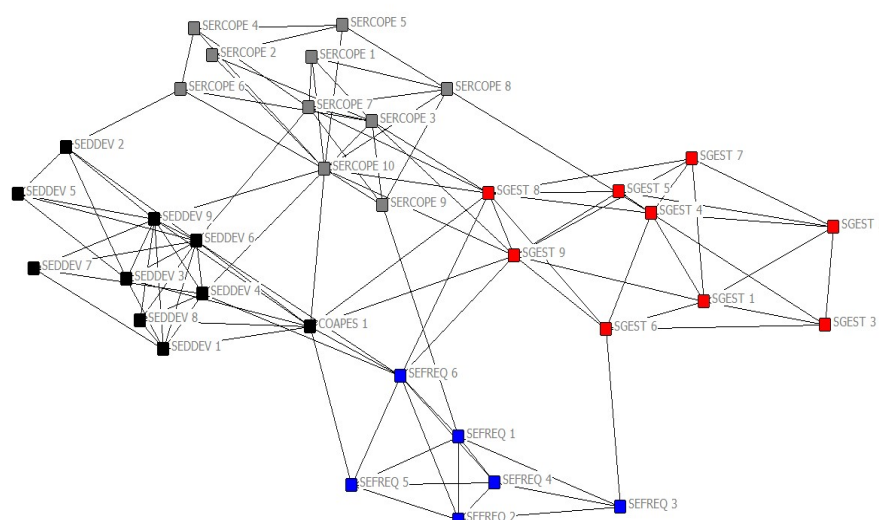 SERCOPE 4
SERCOPE 5
SERCOPE 2
SERCOPE 1
SERCOPE 6
SERCOPE 8
SERCOPE 7
SERCOPE 3
SEDDEV 2
SGEST 7
SERCOPE 10
SEDDEV 5
SGEST 8
SGEST 5
SERCOPE 9
SGEST 4
SEDDEV 9
SGEST
SEDDEV 6
SGEST 9
SEDDEV 7
SEDDEV 3
SEDDEV 4
SGEST 1
SEDDEV 8
SGEST 3
COAPES 1
SGEST 6
SEDDEV 1
SEFREQ 6
SEFREQ 1
SEFREQ 4
SEFREQ 5
SEFREQ 3
SEFREQ 2